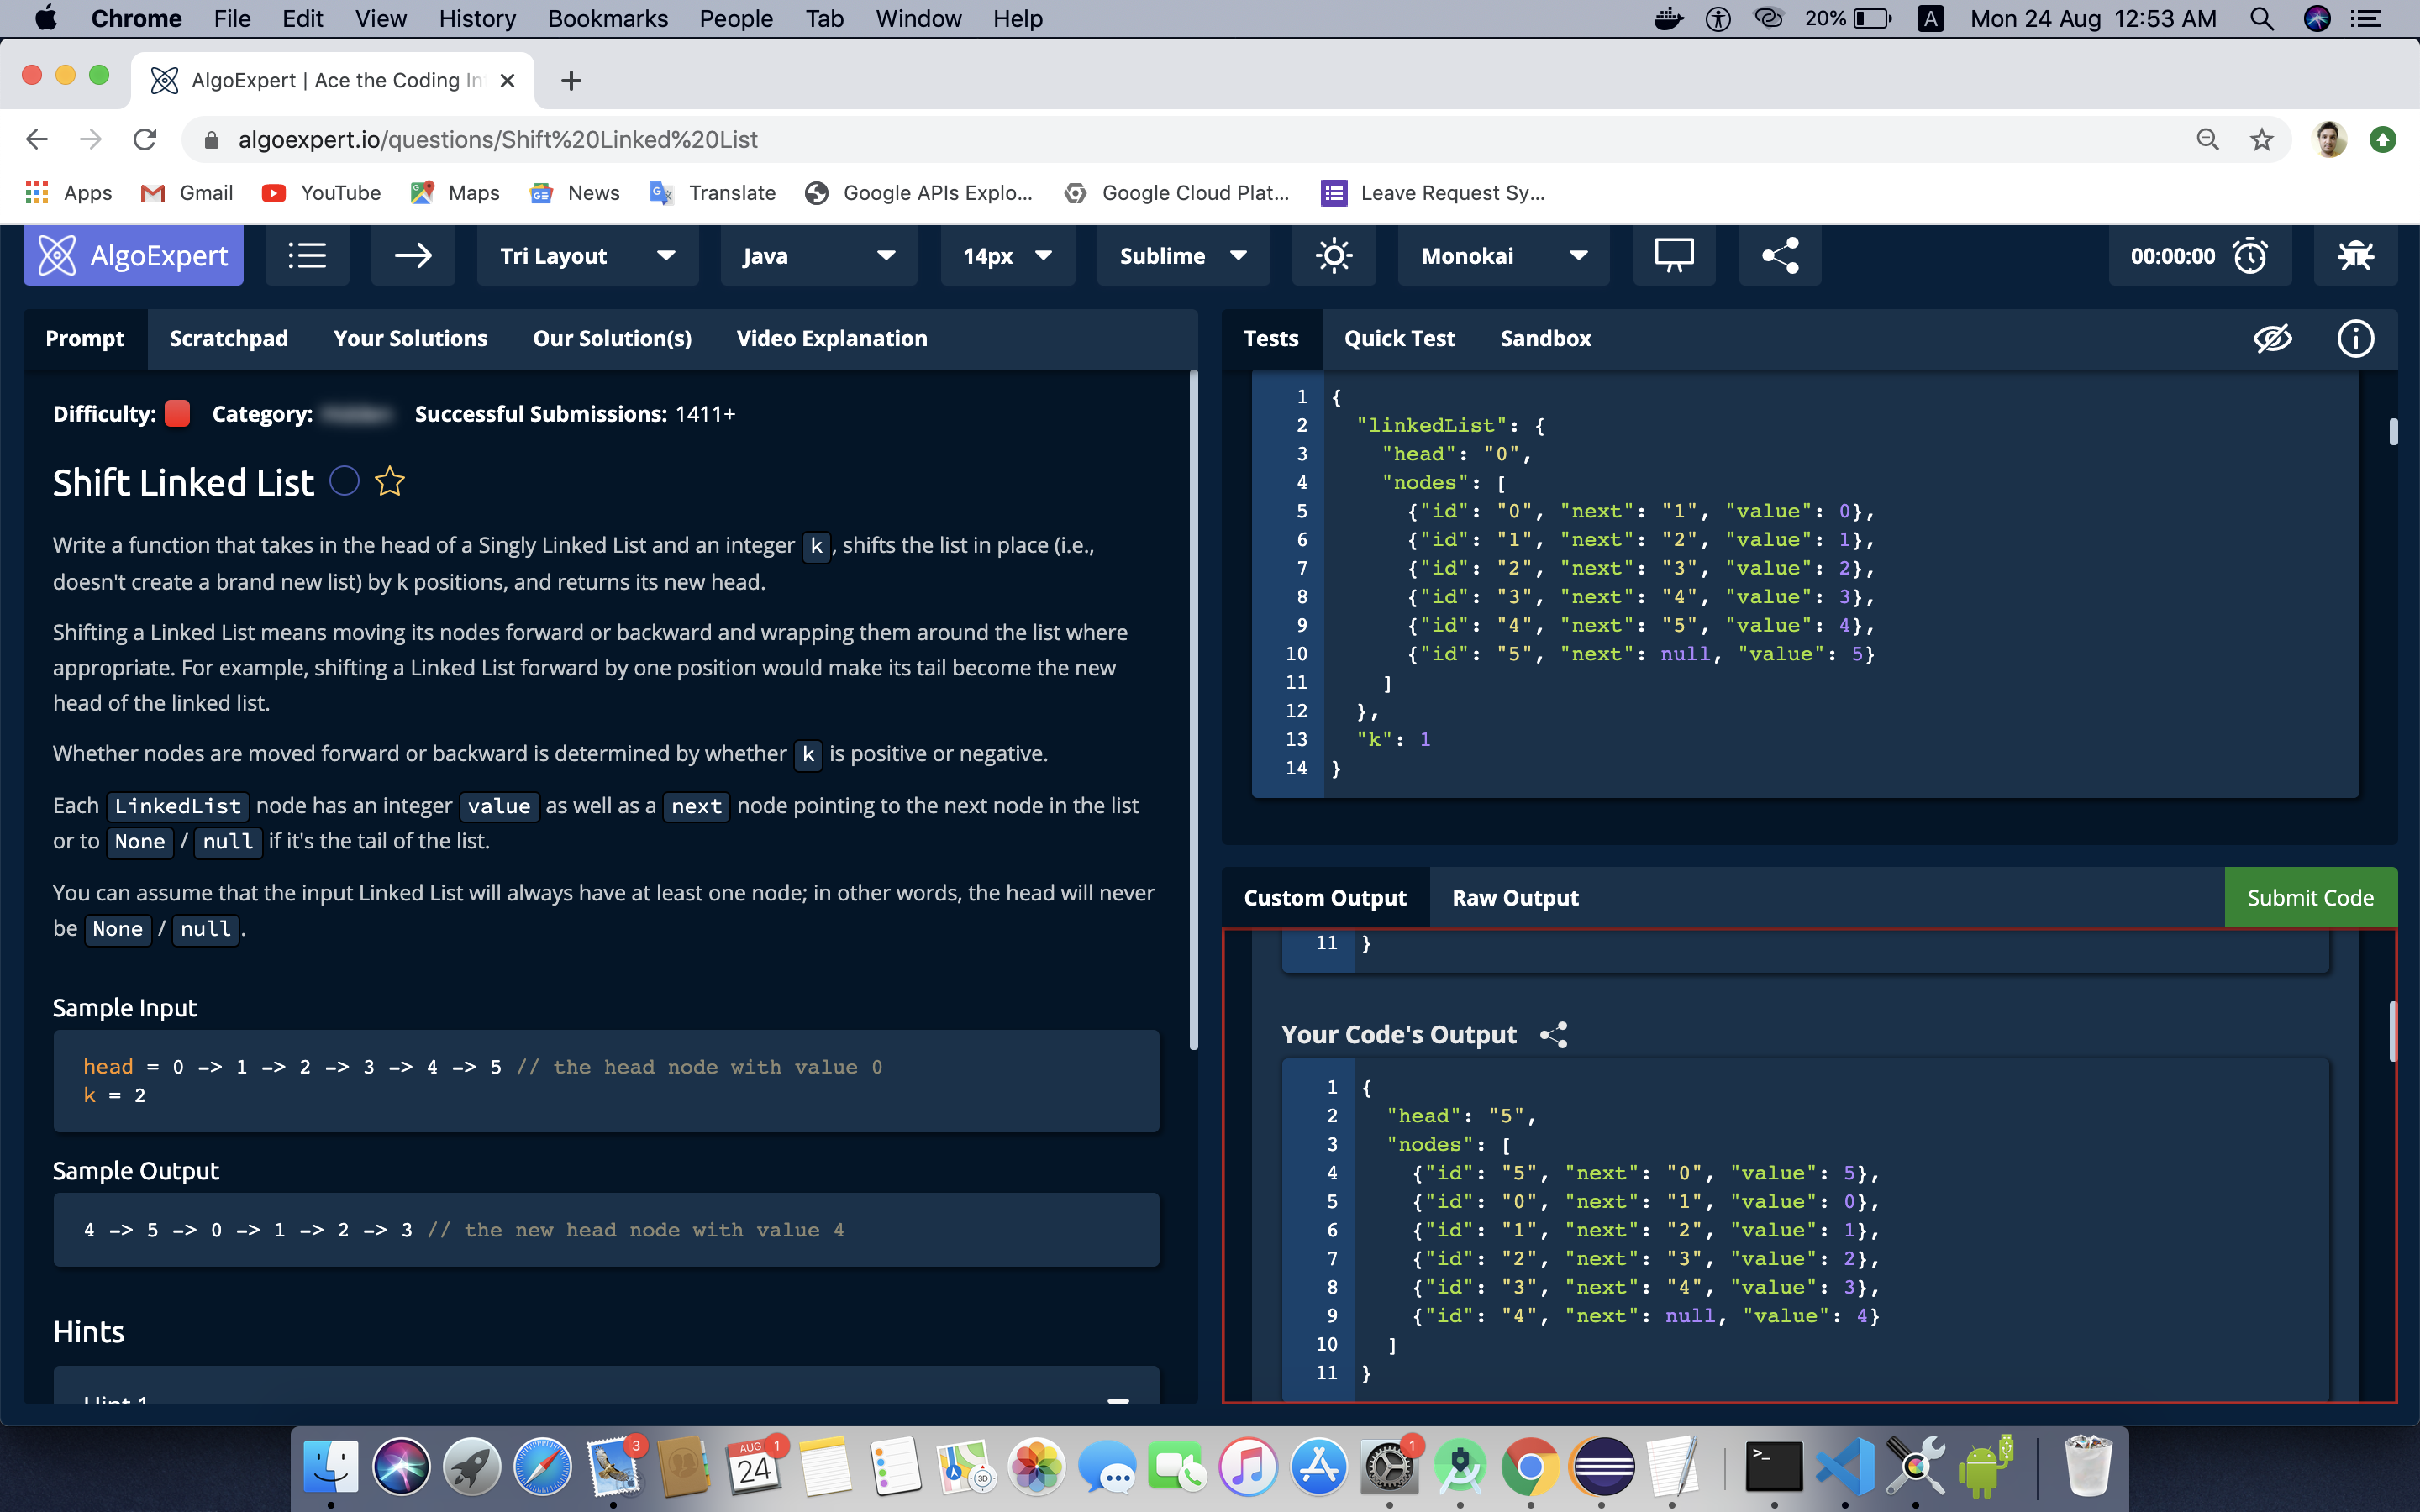 Chrome File Edit View History Bookmarks People Tab Window Help 20% A Mon 24 Aug 12:53 AM
AlgoExpert | Ace the Coding In
algoexpert.io/questions/Shift%20Linked%20List
Apps Gmail YouTube Maps News Translate Google APIs Explo... Google Cloud Plat... Leave Request Sy...
AlgoExpert Tri Layout Java 14px Sublime Monokai 00:00:00
Prompt Scratchpad Your Solutions Our Solution(s) Video Explanation
Difficulty: Category: Successful Submissions: 1411+
Shift Linked List
Write a function that takes in the head of a Singly Linked List and an integer k, shifts the list in place (i.e.,
doesn't create a brand new list) by k positions, and returns its new head.
Shifting a Linked List means moving its nodes forward or backward and wrapping them around the list where
appropriate. For example, shifting a Linked List forward by one position would make its tail become the new
head of the linked list.
Whether nodes are moved forward or backward is determined by whether k is positive or negative.
Each LinkedList node has an integer value as well as a next node pointing to the next node in the list
or to None / null if it's the tail of the list.
You can assume that the input Linked List will always have at least one node; in other words, the head will never
be None / null.
Sample Input
head = 0 -> 1 -> 2 -> 3 -> 4 -> 5 // the head node with value 0
k = 2
Sample Output
4 -> 5 -> 0 -> 1 -> 2 -> 3 // the new head node with value 4
Hints
Hint 1
Tests Quick Test Sandbox
1 {
2 "linkedList": {
3 "head": "0",
4 "nodes": [
5 {"id": "0", "next": "1", "value": 0},
6 {"id": "1", "next": "2", "value": 1},
7 {"id": "2", "next": "3", "value": 2},
8 {"id": "3", "next": "4", "value": 3},
9 {"id": "4", "next": "5", "value": 4},
10 {"id": "5", "next": null, "value": 5}
11 ]
12 },
13 "k": 1
14 }
Custom Output Raw Output Submit Code
11 }
Your Code's Output
1 {
2 "head": "5",
3 "nodes": [
4 {"id": "5", "next": "0", "value": 5},
5 {"id": "0", "next": "1", "value": 0},
6 {"id": "1", "next": "2", "value": 1},
7 {"id": "2", "next": "3", "value": 2},
8 {"id": "3", "next": "4", "value": 3},
9 {"id": "4", "next": null, "value": 4}
10 ]
11 }
3
AUG 1
24
3D
1
>_